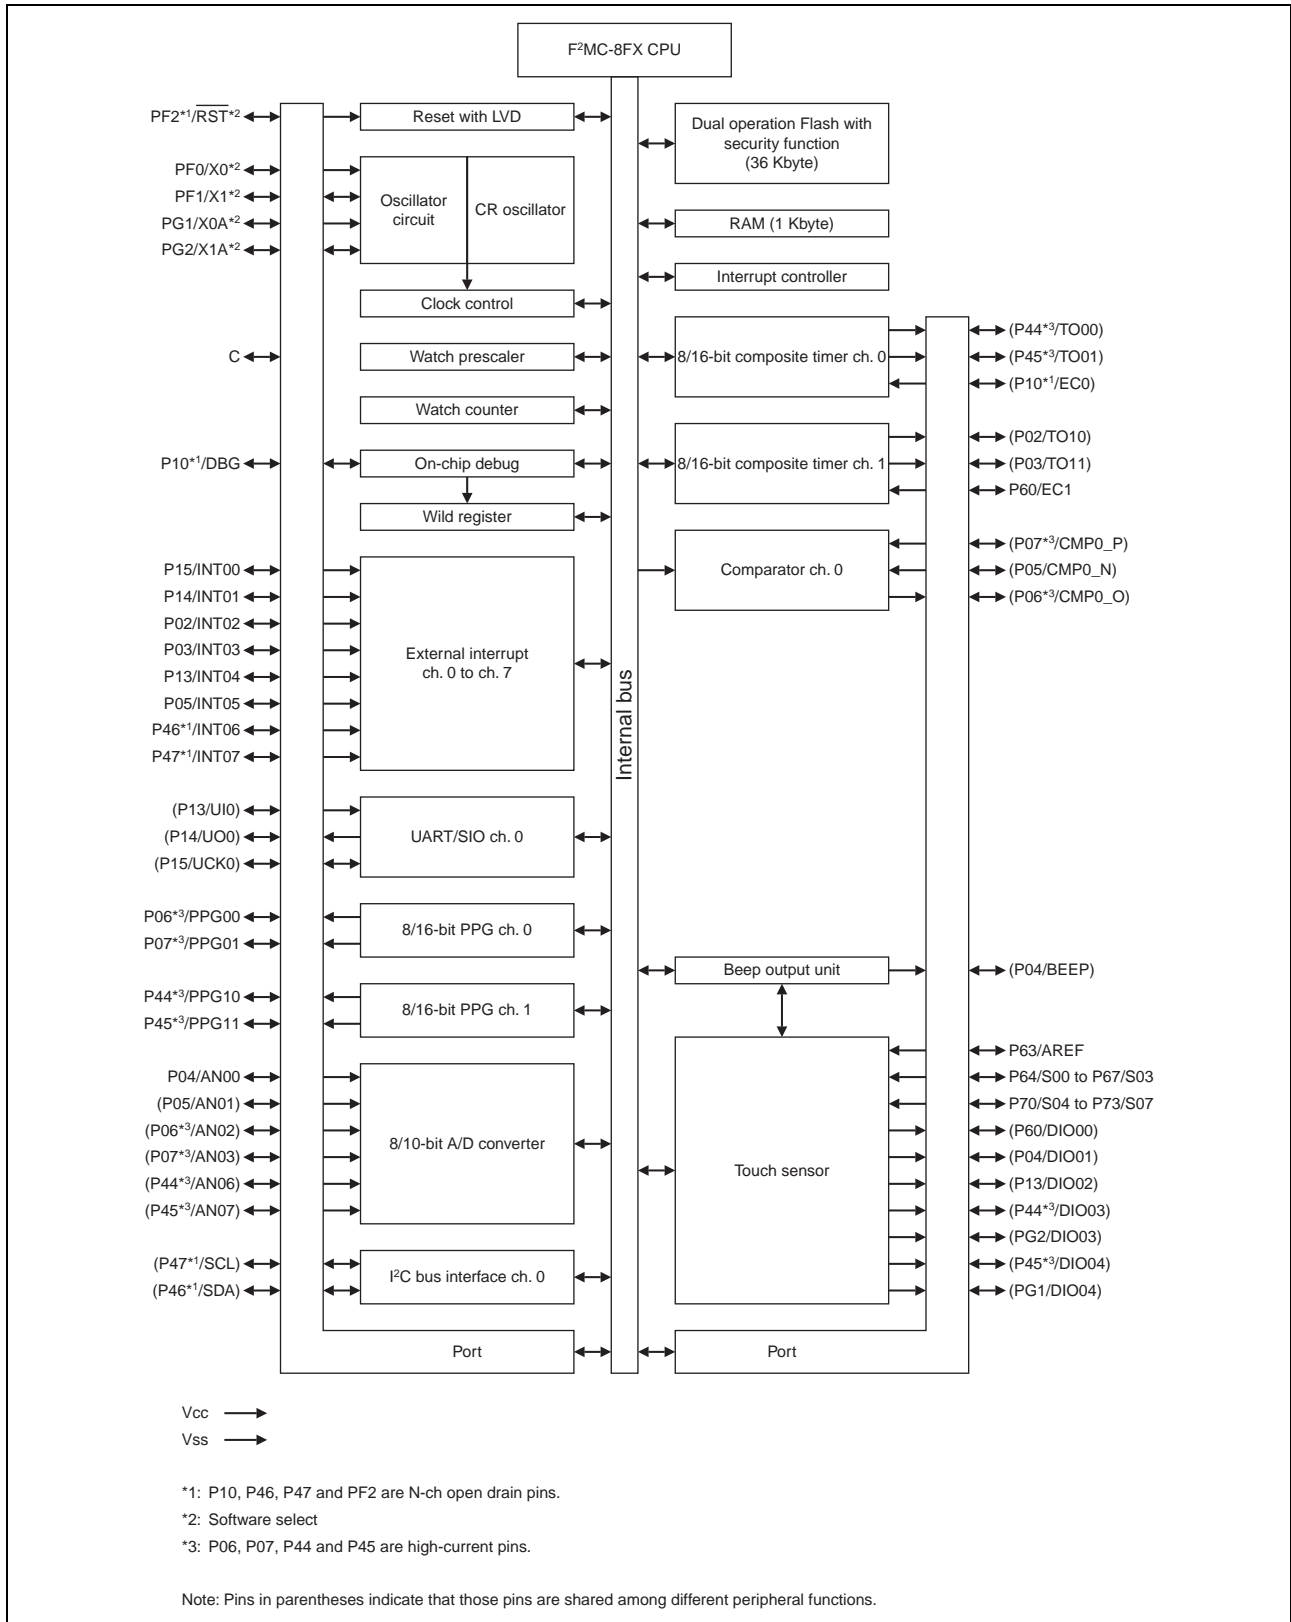 F²MC-8FX CPU
PF2*1/RST*2
Reset with LVD
Dual operation Flash with
security function
(36 Kbyte)
PF0/X0*2
PF1/X1*2
PG1/X0A*2
PG2/X1A*2
Oscillator
circuit
CR oscillator
RAM (1 Kbyte)
Interrupt controller
Clock control
C
Watch prescaler
Watch counter
P10*1/DBG
On-chip debug
Wild register
8/16-bit composite timer ch. 0
(P44*3/TO00)
(P45*3/TO01)
(P10*1/EC0)
8/16-bit composite timer ch. 1
(P02/TO10)
(P03/TO11)
P60/EC1
Comparator ch. 0
(P07*3/CMP0_P)
(P05/CMP0_N)
(P06*3/CMP0_O)
P15/INT00
P14/INT01
P02/INT02
P03/INT03
P13/INT04
P05/INT05
P46*1/INT06
P47*1/INT07
External interrupt
ch. 0 to ch. 7
Internal bus
(P13/UI0)
(P14/UO0)
(P15/UCK0)
UART/SIO ch. 0
P06*3/PPG00
P07*3/PPG01
8/16-bit PPG ch. 0
P44*3/PPG10
P45*3/PPG11
8/16-bit PPG ch. 1
Beep output unit
(P04/BEEP)
P04/AN00
(P05/AN01)
(P06*3/AN02)
(P07*3/AN03)
(P44*3/AN06)
(P45*3/AN07)
8/10-bit A/D converter
Touch sensor
P63/AREF
P64/S00 to P67/S03
P70/S04 to P73/S07
(P60/DIO00)
(P04/DIO01)
(P13/DIO02)
(P44*3/DIO03)
(PG2/DIO03)
(P45*3/DIO04)
(PG1/DIO04)
(P47*1/SCL)
(P46*1/SDA)
I²C bus interface ch. 0
Port
Port
Vcc
Vss
*1: P10, P46, P47 and PF2 are N-ch open drain pins.
*2: Software select
*3: P06, P07, P44 and P45 are high-current pins.
Note: Pins in parentheses indicate that those pins are shared among different peripheral functions.